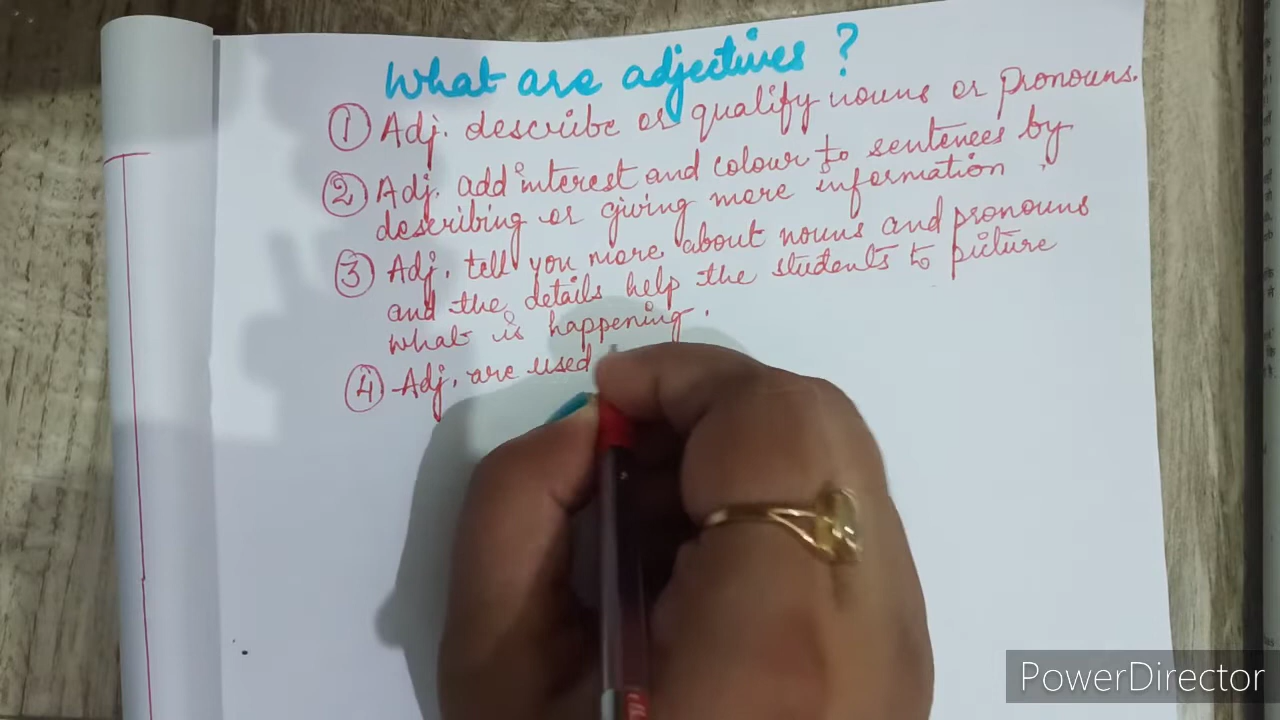 What are adjectives ?
① Adj. describe or qualify nouns or pronouns.
② Adj. add interest and colour to sentences by
describing or giving more information .
③ Adj. tell you more about nouns and pronouns
and the details help the students to picture
what is happening.
④ Adj. are used
PowerDirector